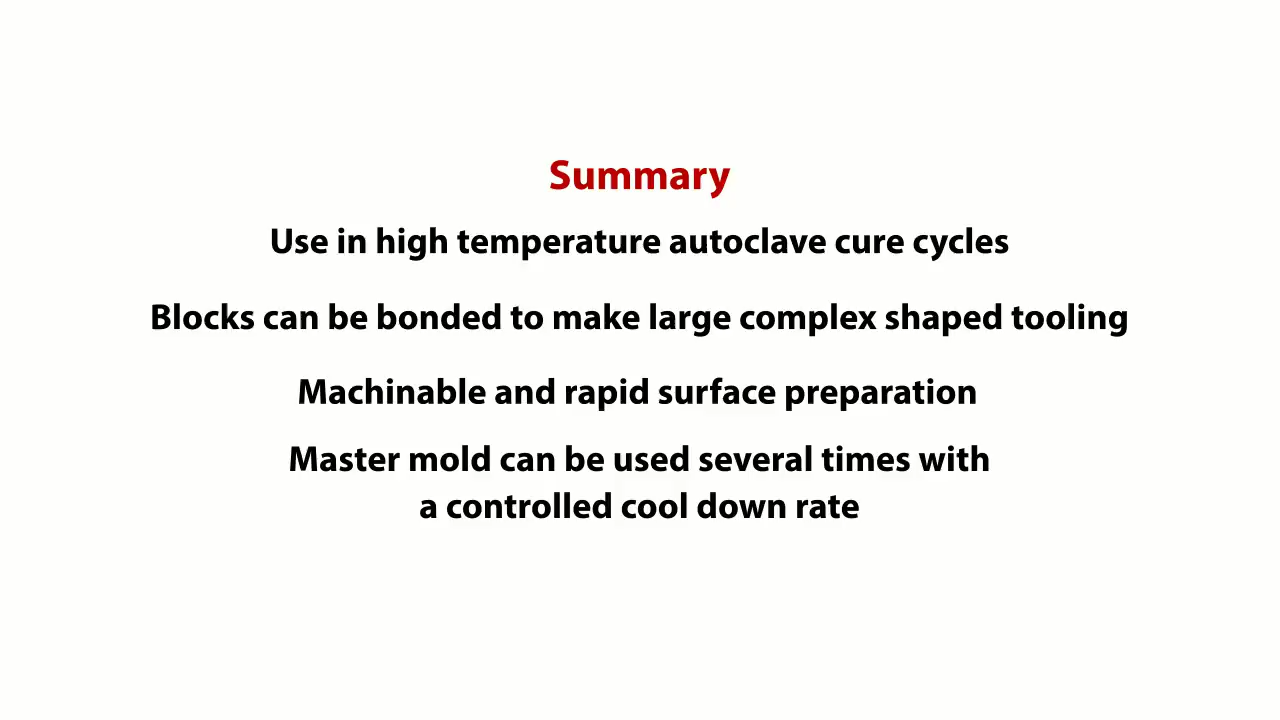 Summary
Use in high temperature autoclave cure cycles
Blocks can be bonded to make large complex shaped tooling
Machinable and rapid surface preparation
Master mold can be used several times with
a controlled cool down rate